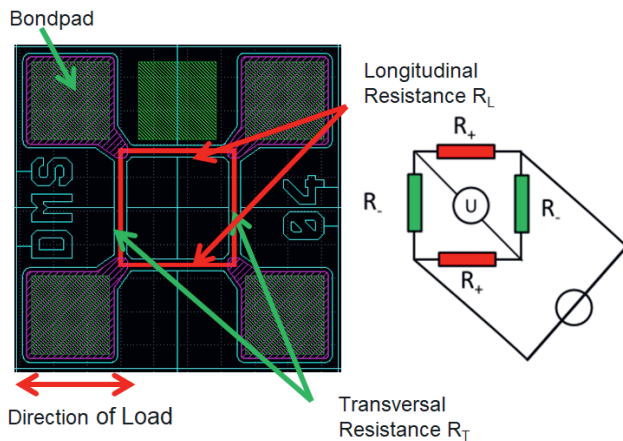 Bondpad
DMS
04
Longitudinal
Resistance R_L
R+
R-
U
R-
R+
Direction of Load
Transversal
Resistance R_T